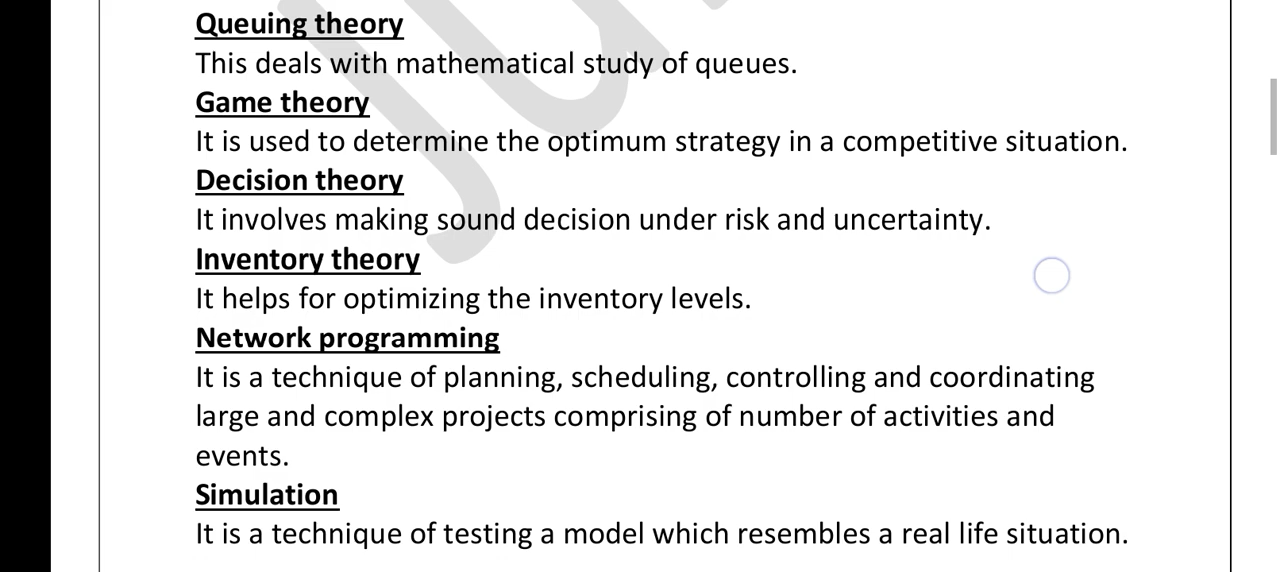 Queuing theory
This deals with mathematical study of queues.
Game theory
It is used to determine the optimum strategy in a competitive situation.
Decision theory
It involves making sound decision under risk and uncertainty.
Inventory theory
It helps for optimizing the inventory levels.
Network programming
It is a technique of planning, scheduling, controlling and coordinating
large and complex projects comprising of number of activities and
events.
Simulation
It is a technique of testing a model which resembles a real life situation.